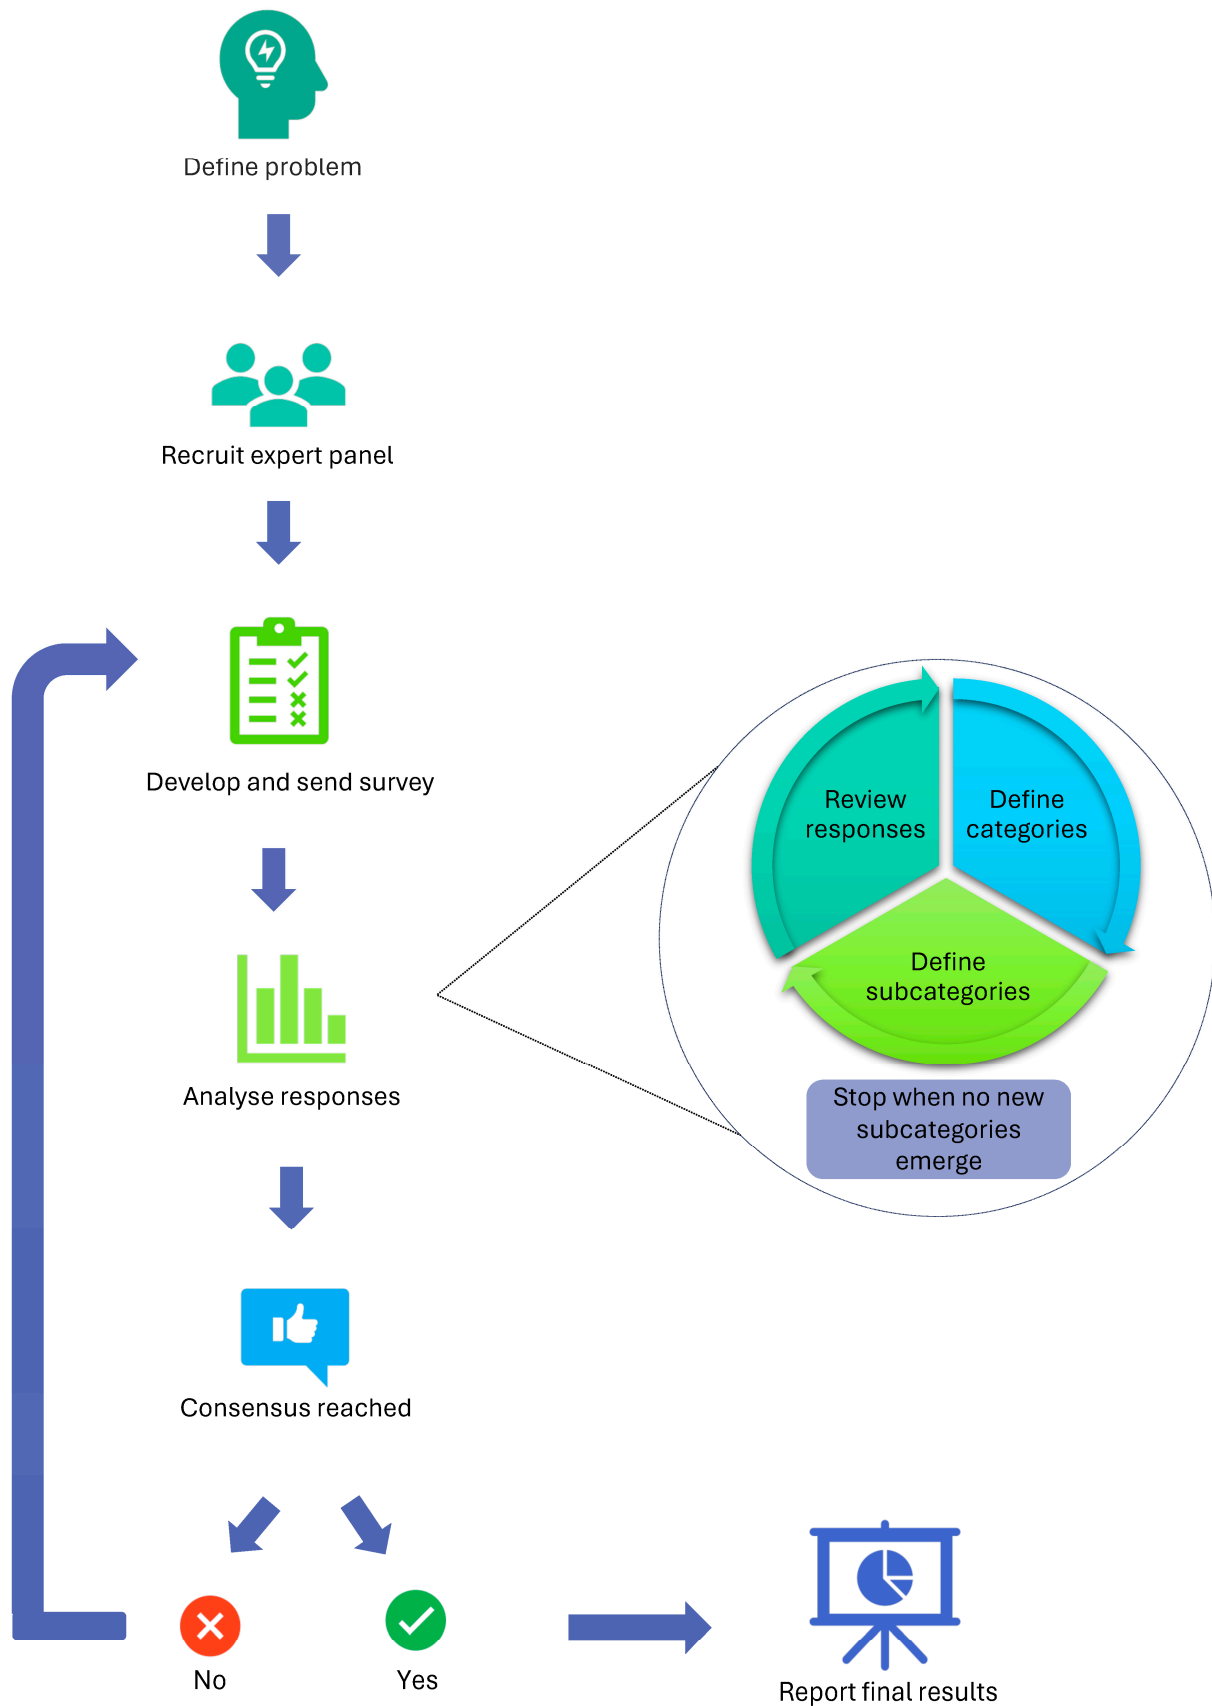 Define problem
Recruit expert panel
Develop and send survey
Review
responses
Define
categories
Define
subcategories
Stop when no new
subcategories
emerge
Analyse responses
Consensus reached
No
Yes
Report final results